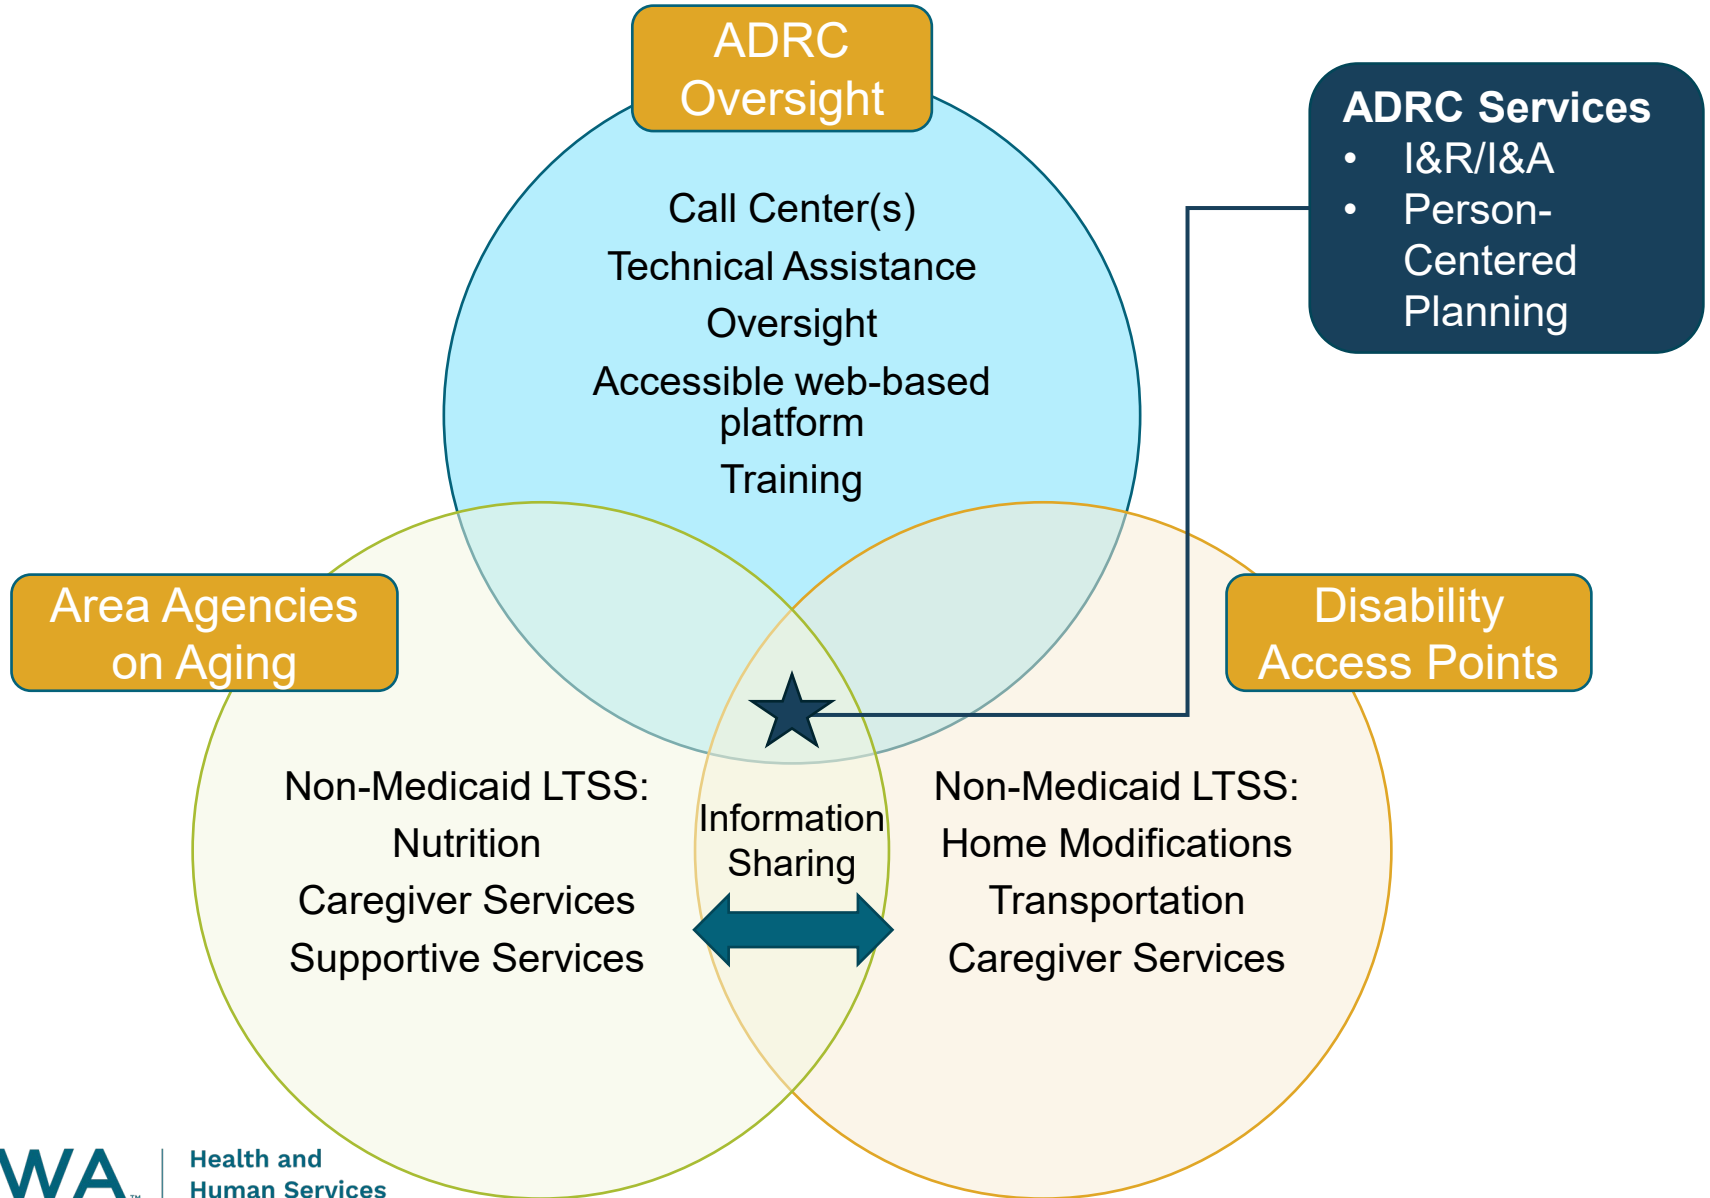 ADRC
Oversight
ADRC Services
• I&R/I&A
• Person-
Centered
Planning
Call Center(s)
Technical Assistance
Oversight
Accessible web-based
platform
Training
Area Agencies
on Aging
Disability
Access Points
Non-Medicaid LTSS:
Nutrition
Caregiver Services
Supportive Services
Information
Sharing
Non-Medicaid LTSS:
Home Modifications
Transportation
Caregiver Services
WA™
Health and
Human Services